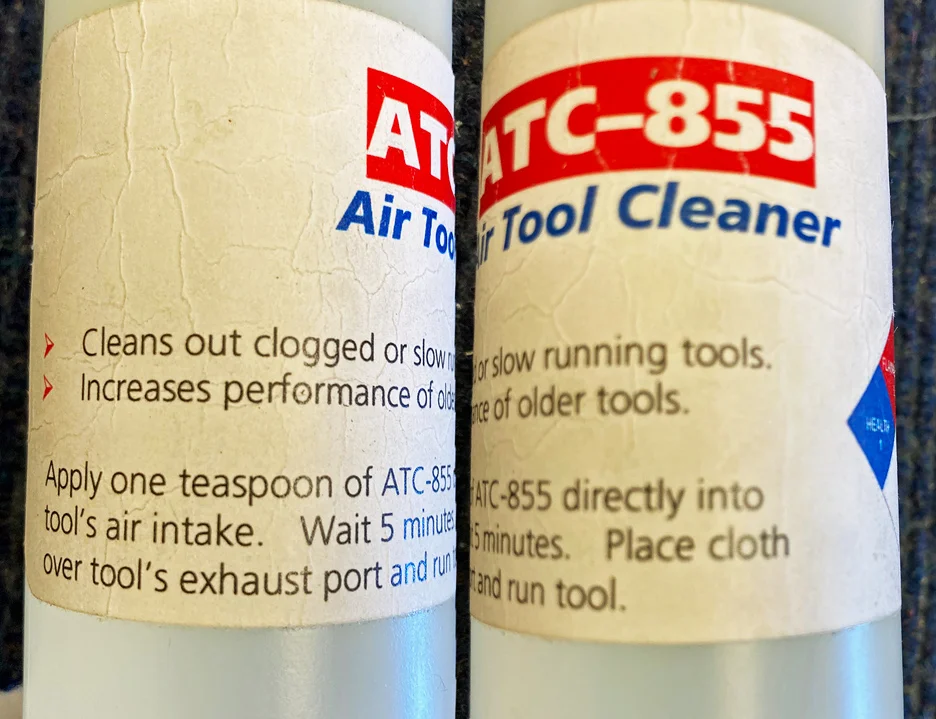 ATC
Air Too
Cleans out clogged or slow
Increases performance of olde
Apply one teaspoon of ATC-855
tool's air intake. Wait 5 minutes
over tool's exhaust port and run
ATC–855
Air Tool Cleaner
or slow running tools.
nce of older tools.
ATC-855 directly into
5 minutes. Place cloth
and run tool.
HEALTH
1